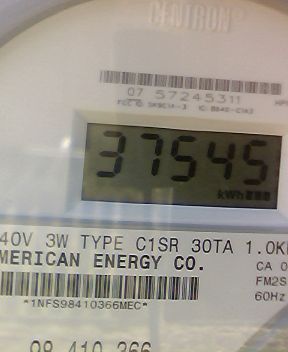 CENTRON
07 57245311
37545
kWh
40V 3W TYPE C1SR 30TA 1.0K
MERICAN ENERGY CO.
CA 0
FM2S
60Hz
*1NFS98410366MEC*
98 410 366